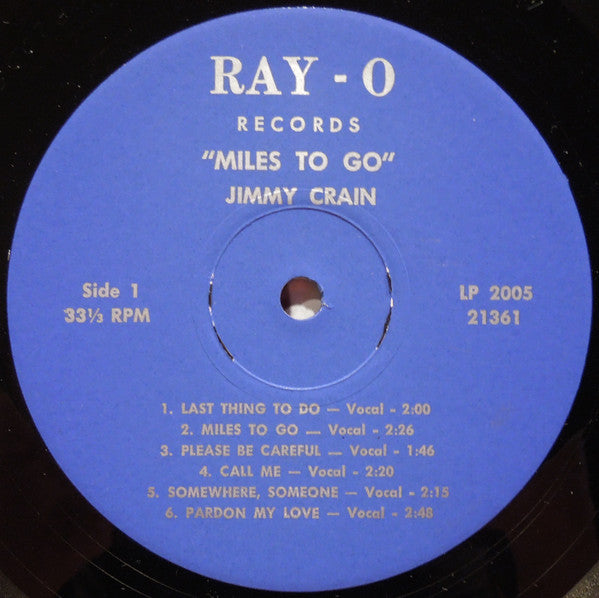 RAY - O
RECORDS
"MILES TO GO"
JIMMY CRAIN
Side 1
33⅓ RPM
LP 2005
21361
1. LAST THING TO DO — Vocal - 2:00
2. MILES TO GO — Vocal - 2:26
3. PLEASE BE CAREFUL — Vocal - 1:46
4. CALL ME — Vocal - 2:20
5. SOMEWHERE, SOMEONE — Vocal - 2:15
6. PARDON MY LOVE — Vocal - 2:48